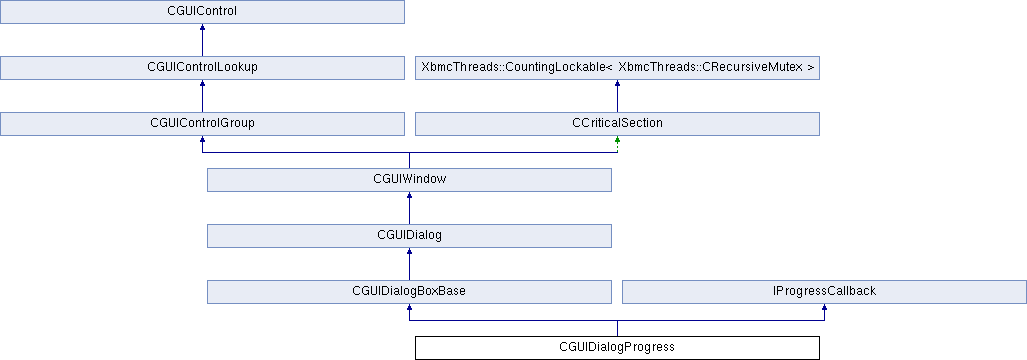 CGUIControl
CGUIControlLookup
XbmcThreads::CountingLockable< XbmcThreads::CRecursiveMutex >
CGUIControlGroup
CCriticalSection
CGUIWindow
CGUIDialog
CGUIDialogBoxBase
IProgressCallback
CGUIDialogProgress